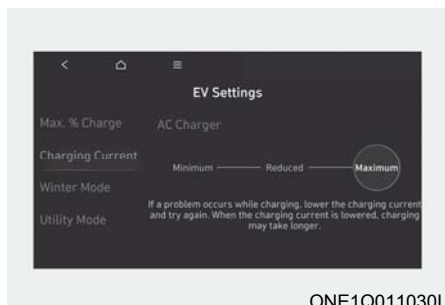 EV Settings
Max. % Charge
AC Charger
Charging Current
Minimum
Reduced
Maximum
Winter Mode
Utility Mode
If a problem occurs while charging, lower the charging current
and try again. When the charging current is lowered, charging
may take longer.
ONE1Q011030L